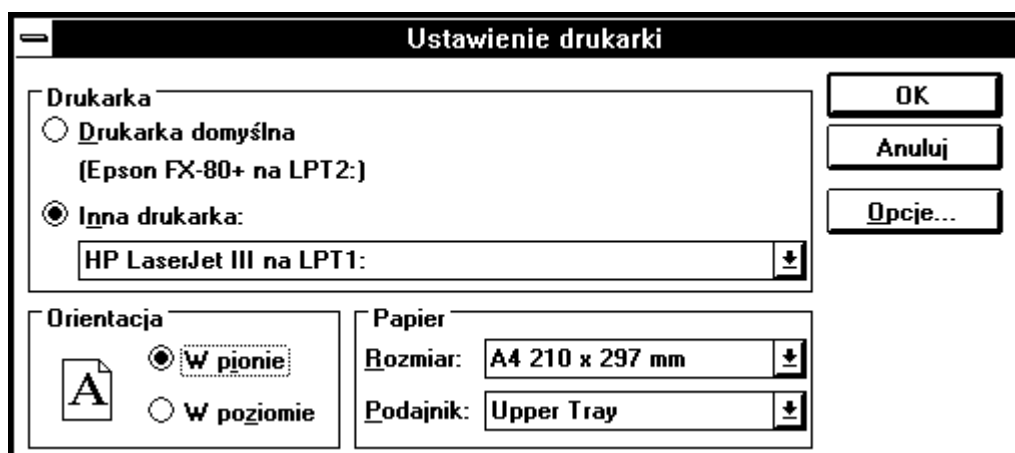 Ustawienie drukarki
Drukarka
Drukarka domyślna
(Epson FX-80+ na LPT2:)
Inna drukarka:
HP LaserJet III na LPT1:
OK
Anuluj
Opcje...
Orientacja
A
W pionie
W poziomie
Papier
Rozmiar: A4 210 x 297 mm
Podajnik: Upper Tray